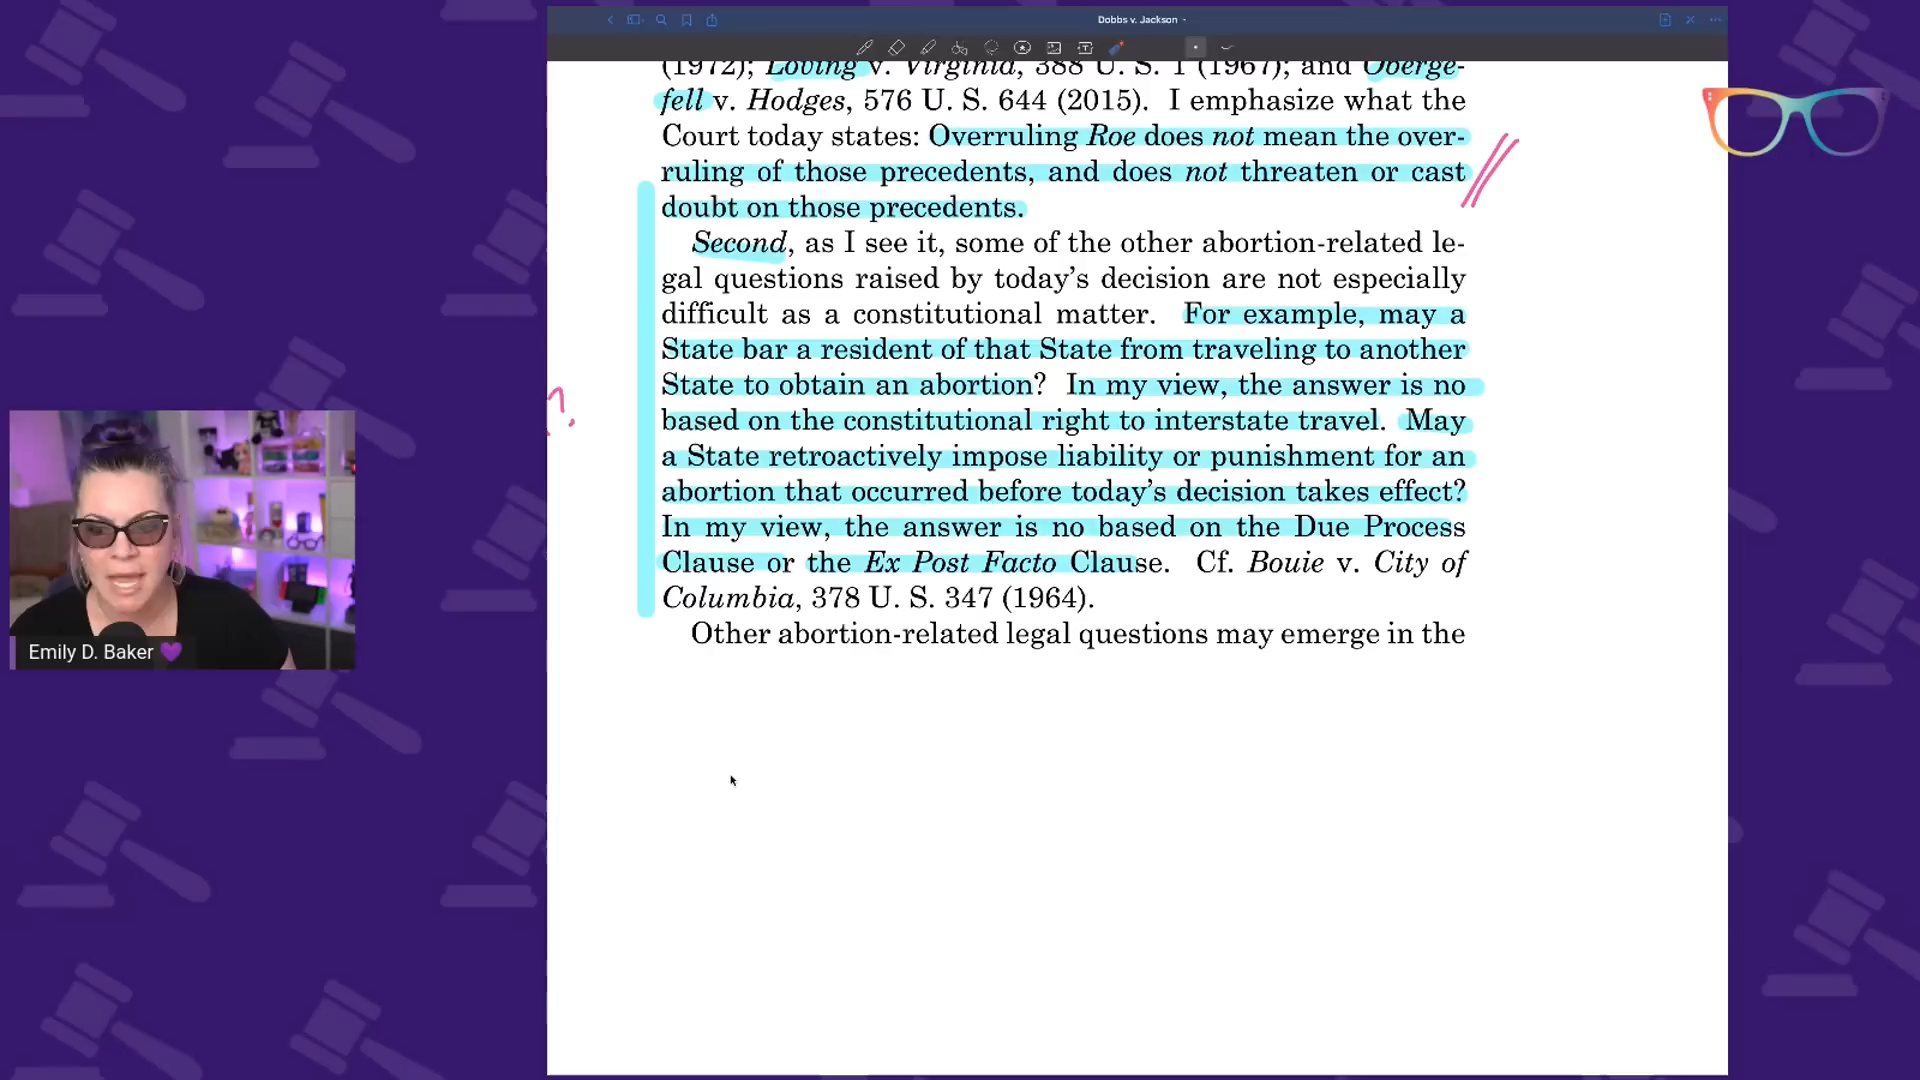 Dobbs v. Jackson
(1972); Loving v. Virginia, 388 U. S. 1 (1967); and Oberge-
fell v. Hodges, 576 U. S. 644 (2015). I emphasize what the
Court today states: Overruling Roe does not mean the over-
ruling of those precedents, and does not threaten or cast
doubt on those precedents.
Second, as I see it, some of the other abortion-related le-
gal questions raised by today’s decision are not especially
difficult as a constitutional matter. For example, may a
State bar a resident of that State from traveling to another
State to obtain an abortion? In my view, the answer is no
based on the constitutional right to interstate travel. May
a State retroactively impose liability or punishment for an
abortion that occurred before today’s decision takes effect?
In my view, the answer is no based on the Due Process
Clause or the Ex Post Facto Clause. Cf. Bouie v. City of
Columbia, 378 U. S. 347 (1964).
Other abortion-related legal questions may emerge in the
Emily D. Baker 💜